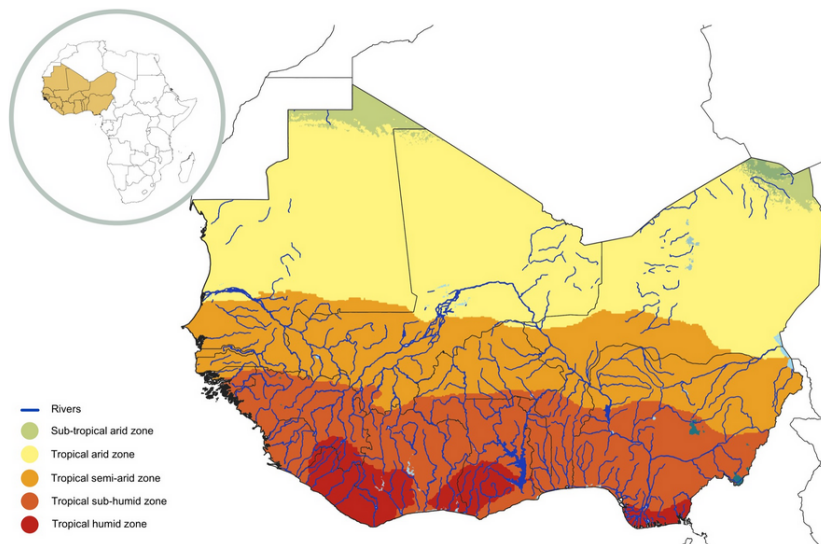 Rivers
Sub-tropical arid zone
Tropical arid zone
Tropical semi-arid zone
Tropical sub-humid zone
Tropical humid zone